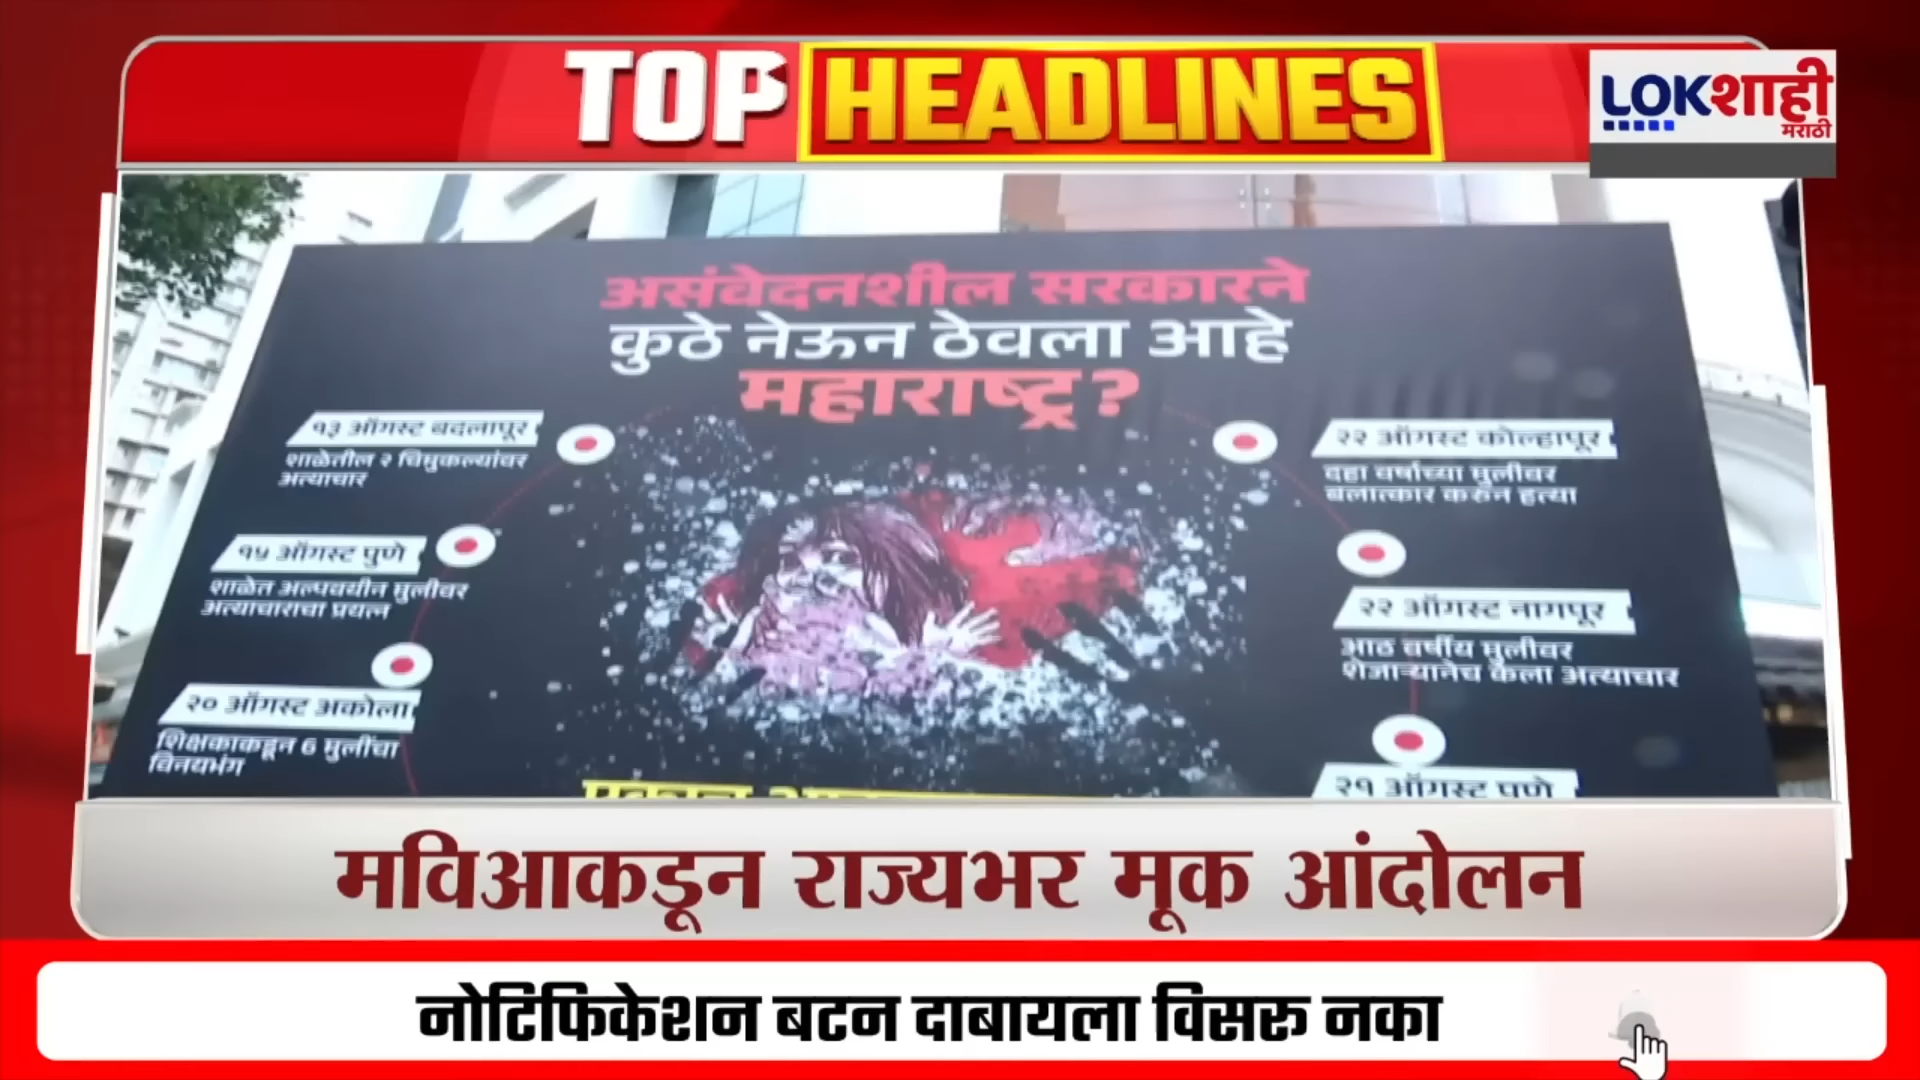 TOP HEADLINES
LOKशाही
मराठी
असंवेदनशील सरकारने
कुठे नेऊन ठेवला आहे
महाराष्ट्र?
१३ ऑगस्ट बदलापूर
शाळेतील २ चिमुकल्यांवर
अत्याचार
१५ ऑगस्ट पुणे
शाळेत अल्पवयीन मुलीवर
अत्याचाराचा प्रयत्न
२० ऑगस्ट अकोला
शिक्षकाकडून 6 मुलींचा
विनयभंग
२२ ऑगस्ट कोल्हापूर
दहा वर्षाच्या मुलीवर
बलात्कार करुन हत्या
२२ ऑगस्ट नागपूर
आठ वर्षीय मुलीवर
शेजाऱ्यानेच केला अत्याचार
२१ ऑगस्ट पुणे
मविआकडून राज्यभर मूक आंदोलन
नोटिफिकेशन बटन दाबायला विसरू नका